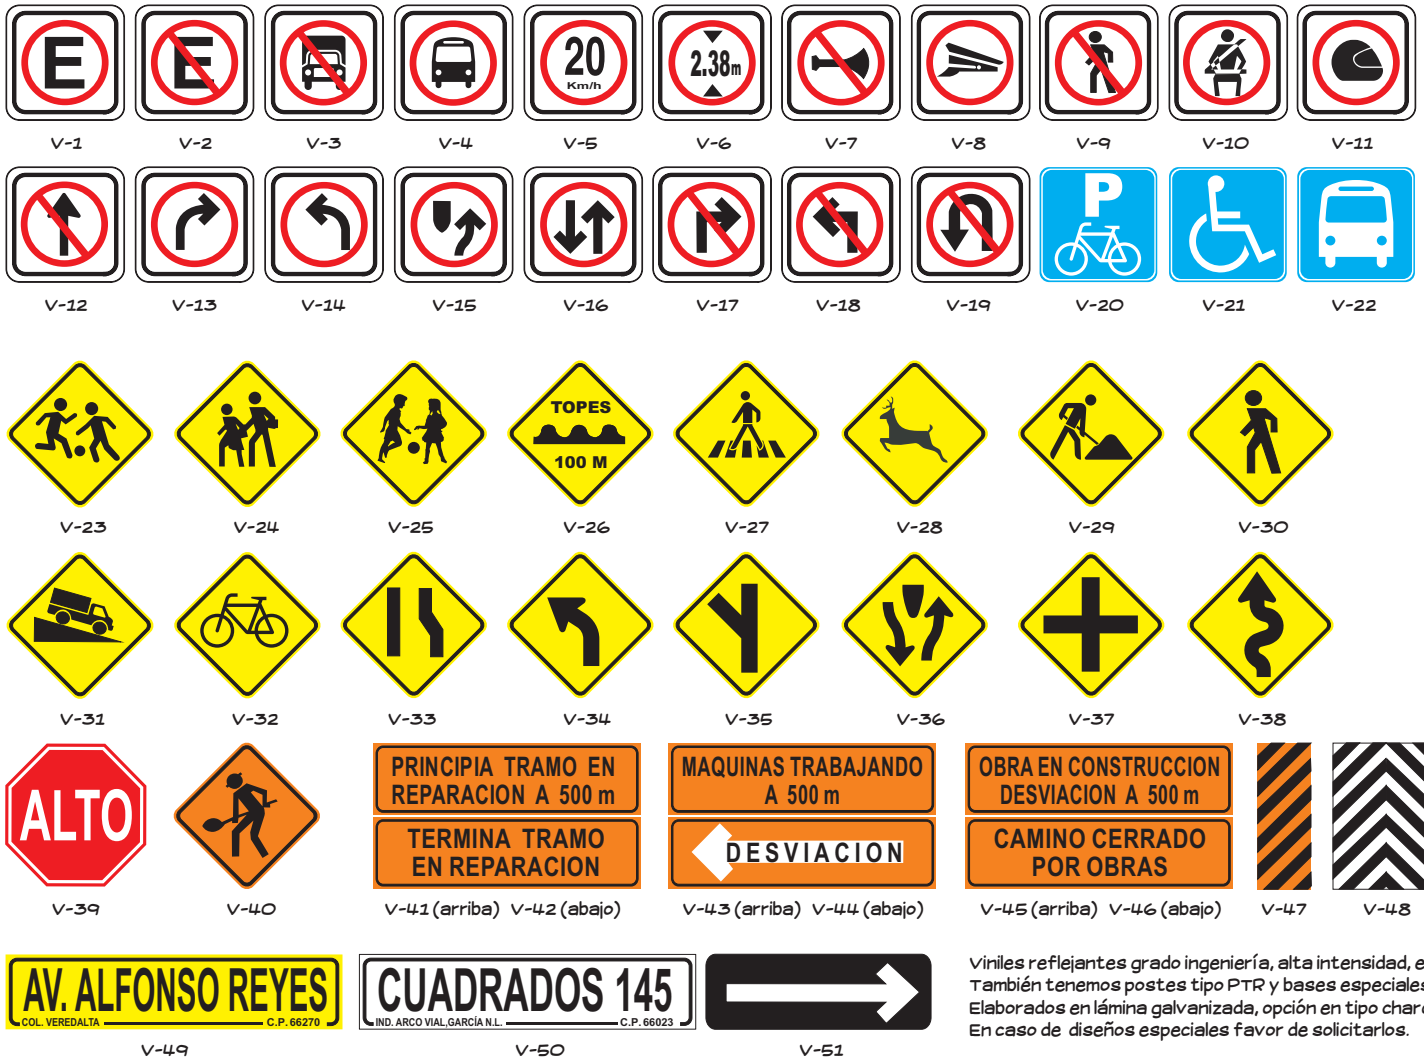 E E 20 Km/h 2.38m
V-1 V-2 V-3 V-4 V-5 V-6 V-7 V-8 V-9 V-10 V-11
P
V-12 V-13 V-14 V-15 V-16 V-17 V-18 V-19 V-20 V-21 V-22
TOPES
100 M
V-23 V-24 V-25 V-26 V-27 V-28 V-29 V-30
V-31 V-32 V-33 V-34 V-35 V-36 V-37 V-38
ALTO
PRINCIPIA TRAMO EN
REPARACION A 500 m
TERMINA TRAMO
EN REPARACION
MAQUINAS TRABAJANDO
A 500 m
DESVIACION
OBRA EN CONSTRUCCION
DESVIACION A 500 m
CAMINO CERRADO
POR OBRAS
V-39 V-40 V-41 (arriba) V-42 (abajo) V-43 (arriba) V-44 (abajo) V-45 (arriba) V-46 (abajo) V-47 V-48
AV. ALFONSO REYES
COL. VEREDALTA C.P. 66270
CUADRADOS 145
IND. ARCO VIAL,GARCÍA N.L. C.P. 66023
V-49 V-50 V-51
Viniles reflejantes grado ingeniería, alta intensidad,
También tenemos postes tipo PTR y bases especiales
Elaborados en lámina galvanizada, opción en tipo
En caso de diseños especiales favor de solicitarlos.